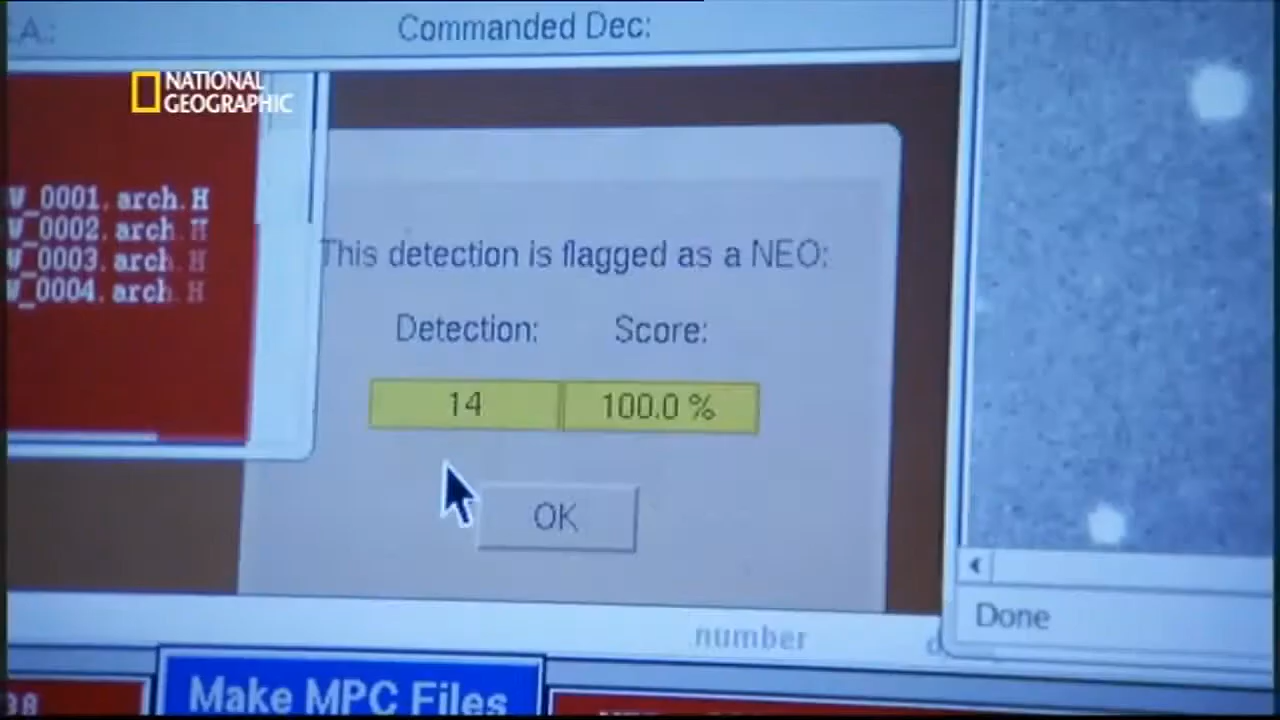 .A.:
Commanded Dec:
NATIONAL
GEOGRAPHIC
_0001.arch.H
_0002.arch.H
_0003.arch.H
_0004.arch.H
This detection is flagged as a NEO:
Detection: Score:
14 100.0 %
OK
Done
number
38
Make MPC Files